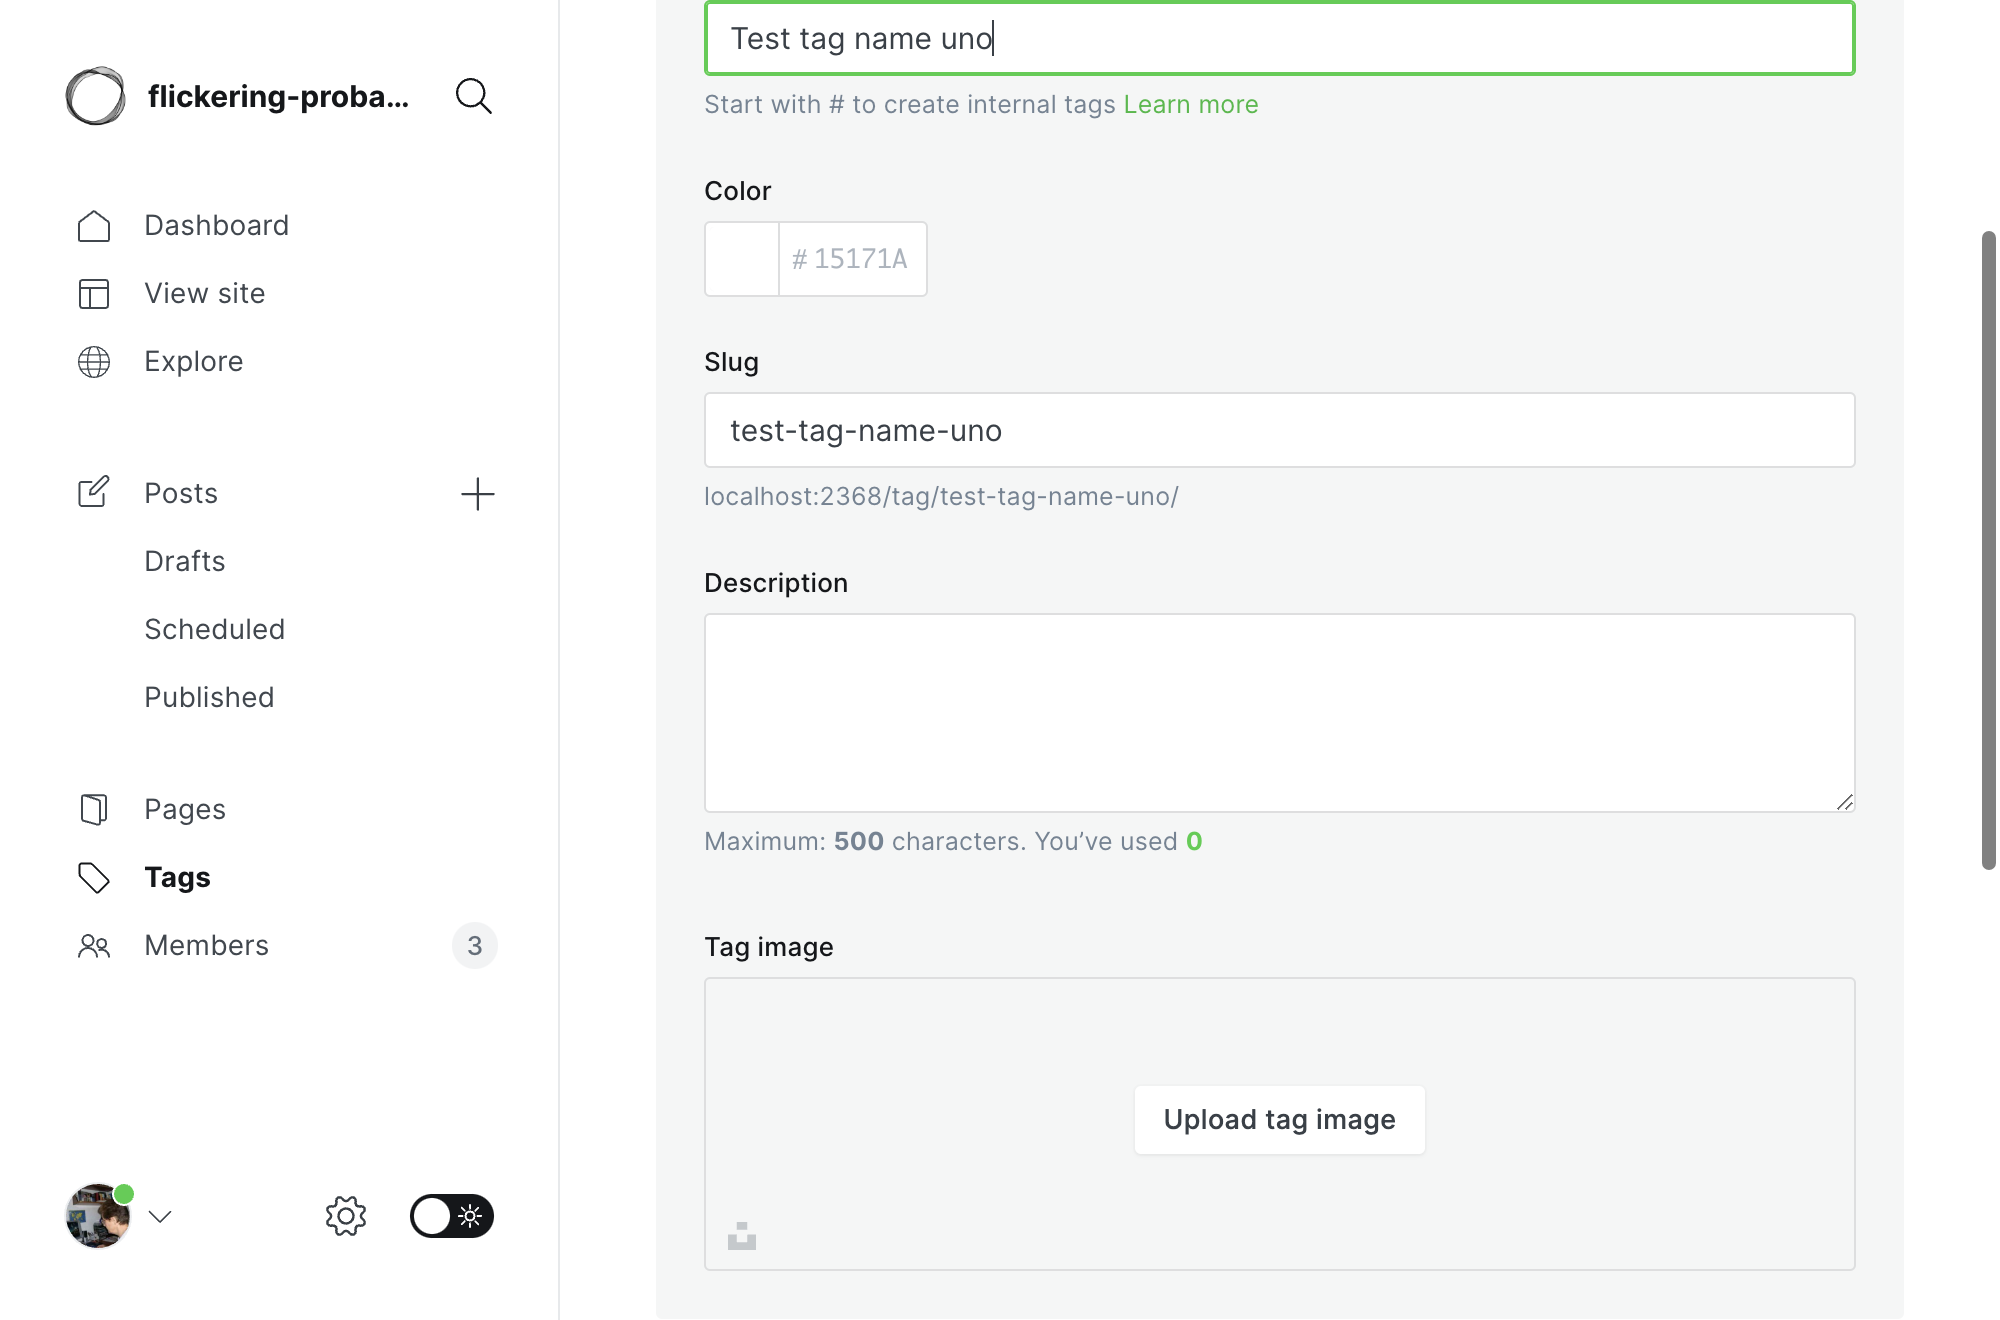 flickering-proba...
Dashboard
View site
Explore
Posts
Drafts
Scheduled
Published
Pages
Tags
Members
3
Test tag name uno
Start with # to create internal tags Learn more
Color
# 15171A
Slug
test-tag-name-uno
localhost:2368/tag/test-tag-name-uno/
Description
Maximum: 500 characters. You’ve used 0
Tag image
Upload tag image